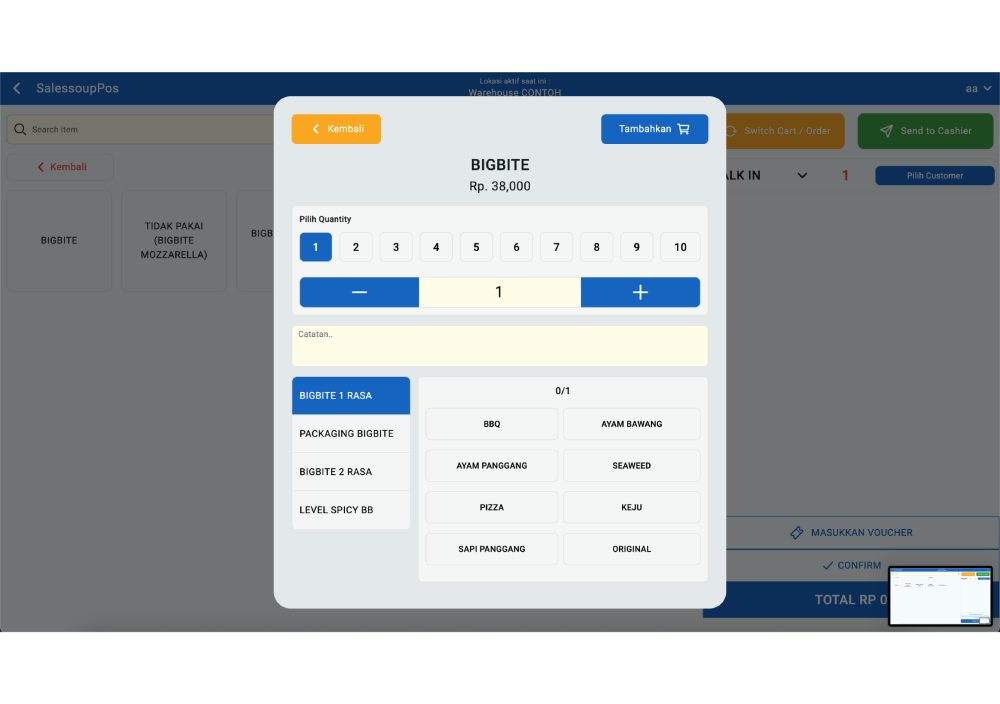 SalessoupPos
Lokasi aktif saat ini :
Warehouse CONTOH
aa
Search item
Kembali
Tambahkan
Switch Cart / Order
Send to Cashier
Kembali
BIGBITE
Rp. 38,000
ALK IN
1
Pilih Customer
BIGBITE
TIDAK PAKAI
(BIGBITE
MOZZARELLA)
BIGB
Pilih Quantity
1 2 3 4 5 6 7 8 9 10
1
Catatan..
BIGBITE 1 RASA
PACKAGING BIGBITE
BIGBITE 2 RASA
LEVEL SPICY BB
0/1
BBQ
AYAM BAWANG
AYAM PANGGANG
SEAWEED
PIZZA
KEJU
SAPI PANGGANG
ORIGINAL
MASUKKAN VOUCHER
CONFIRM
TOTAL RP 0